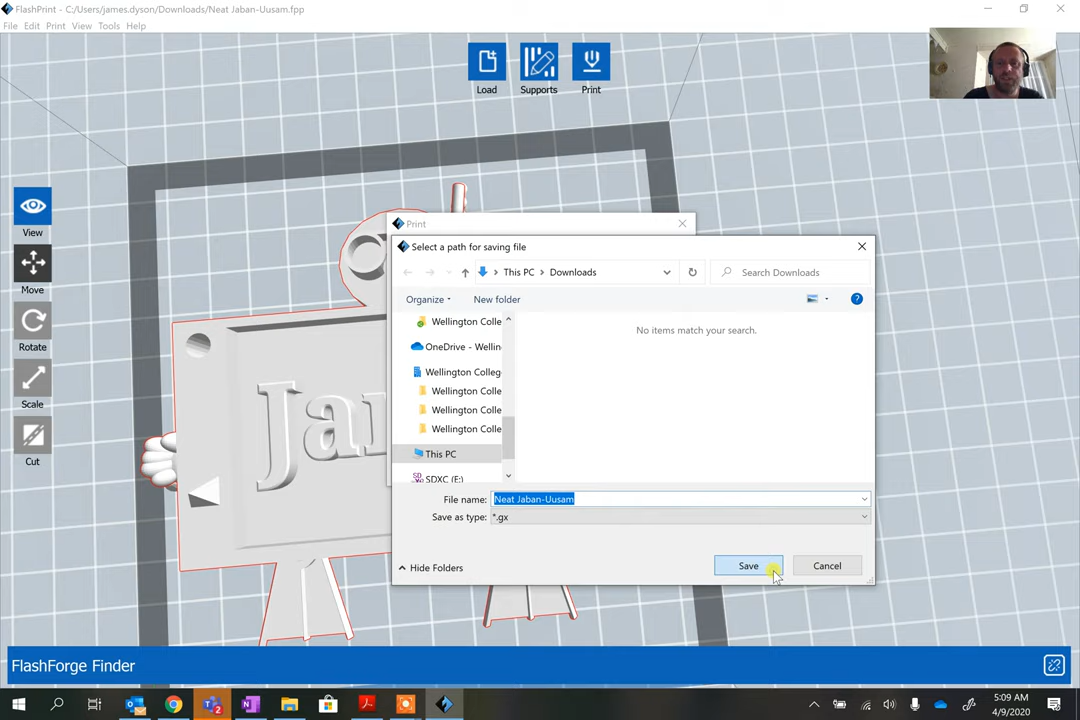 FlashPrint - C:/Users/james.dyson/Downloads/Neat Jaban-Uusam.fpp
File Edit Print View Tools Help
Load Supports Print
View
Move
Rotate
Scale
Cut
Print
Select a path for saving file
This PC > Downloads
Search Downloads
Organize
New folder
Wellington Colle
OneDrive - Wellin
Wellington Colleg
Wellington Colle
Wellington Colle
Wellington Colle
This PC
SDXC (E:)
No items match your search.
File name: Neat Jaban-Uusam
Save as type: *.gx
Hide Folders
Save
Cancel
Jar
FlashForge Finder
5:09 AM
4/9/2020